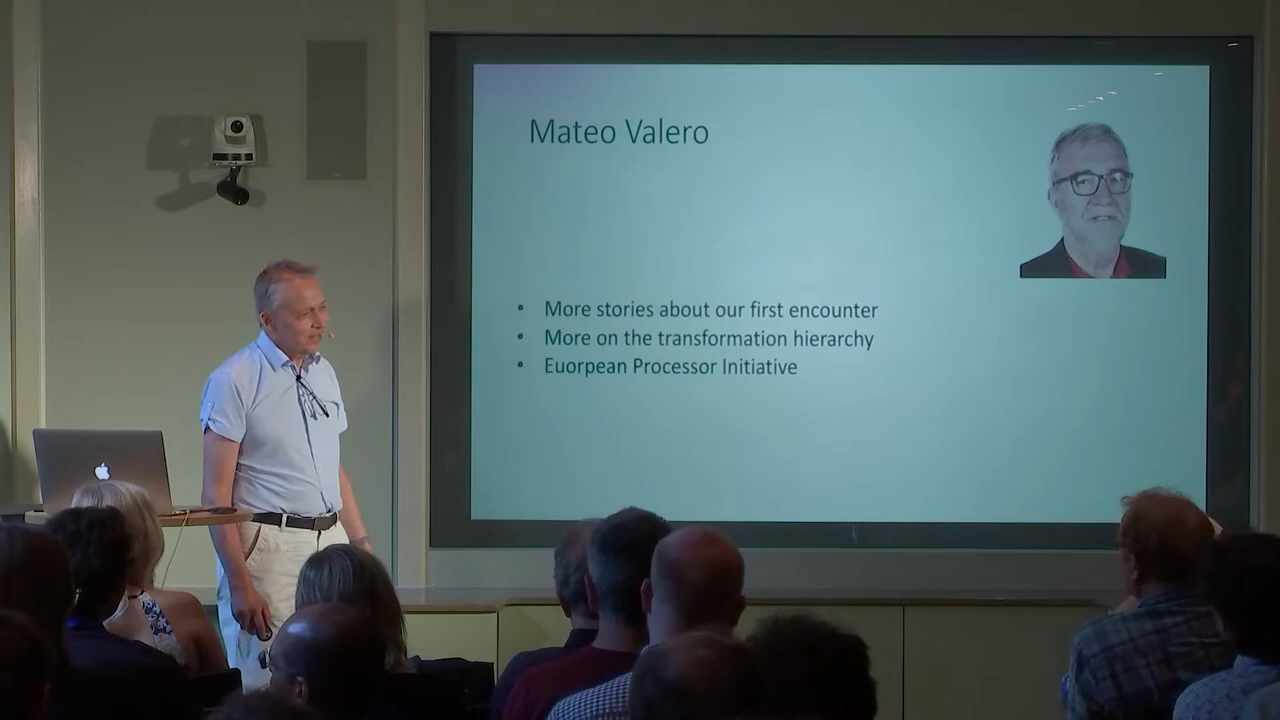 Mateo Valero
• More stories about our first encounter
• More on the transformation hierarchy
• Euorpean Processor Initiative